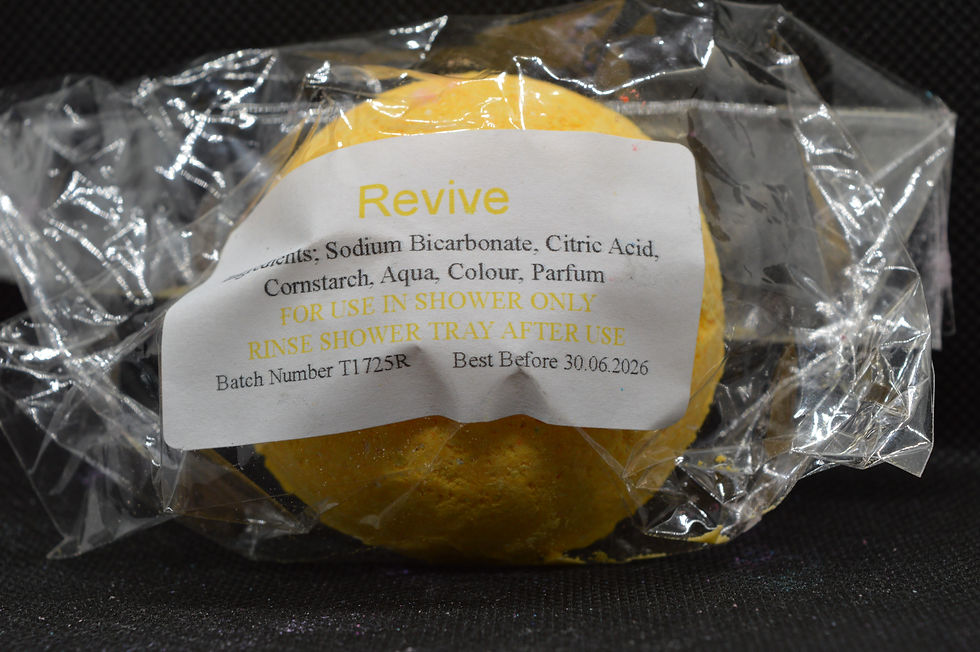 Revive
Ingredients; Sodium Bicarbonate, Citric Acid,
Cornstarch, Aqua, Colour, Parfum
FOR USE IN SHOWER ONLY
RINSE SHOWER TRAY AFTER USE
Batch Number T1725R Best Before 30.06.2026